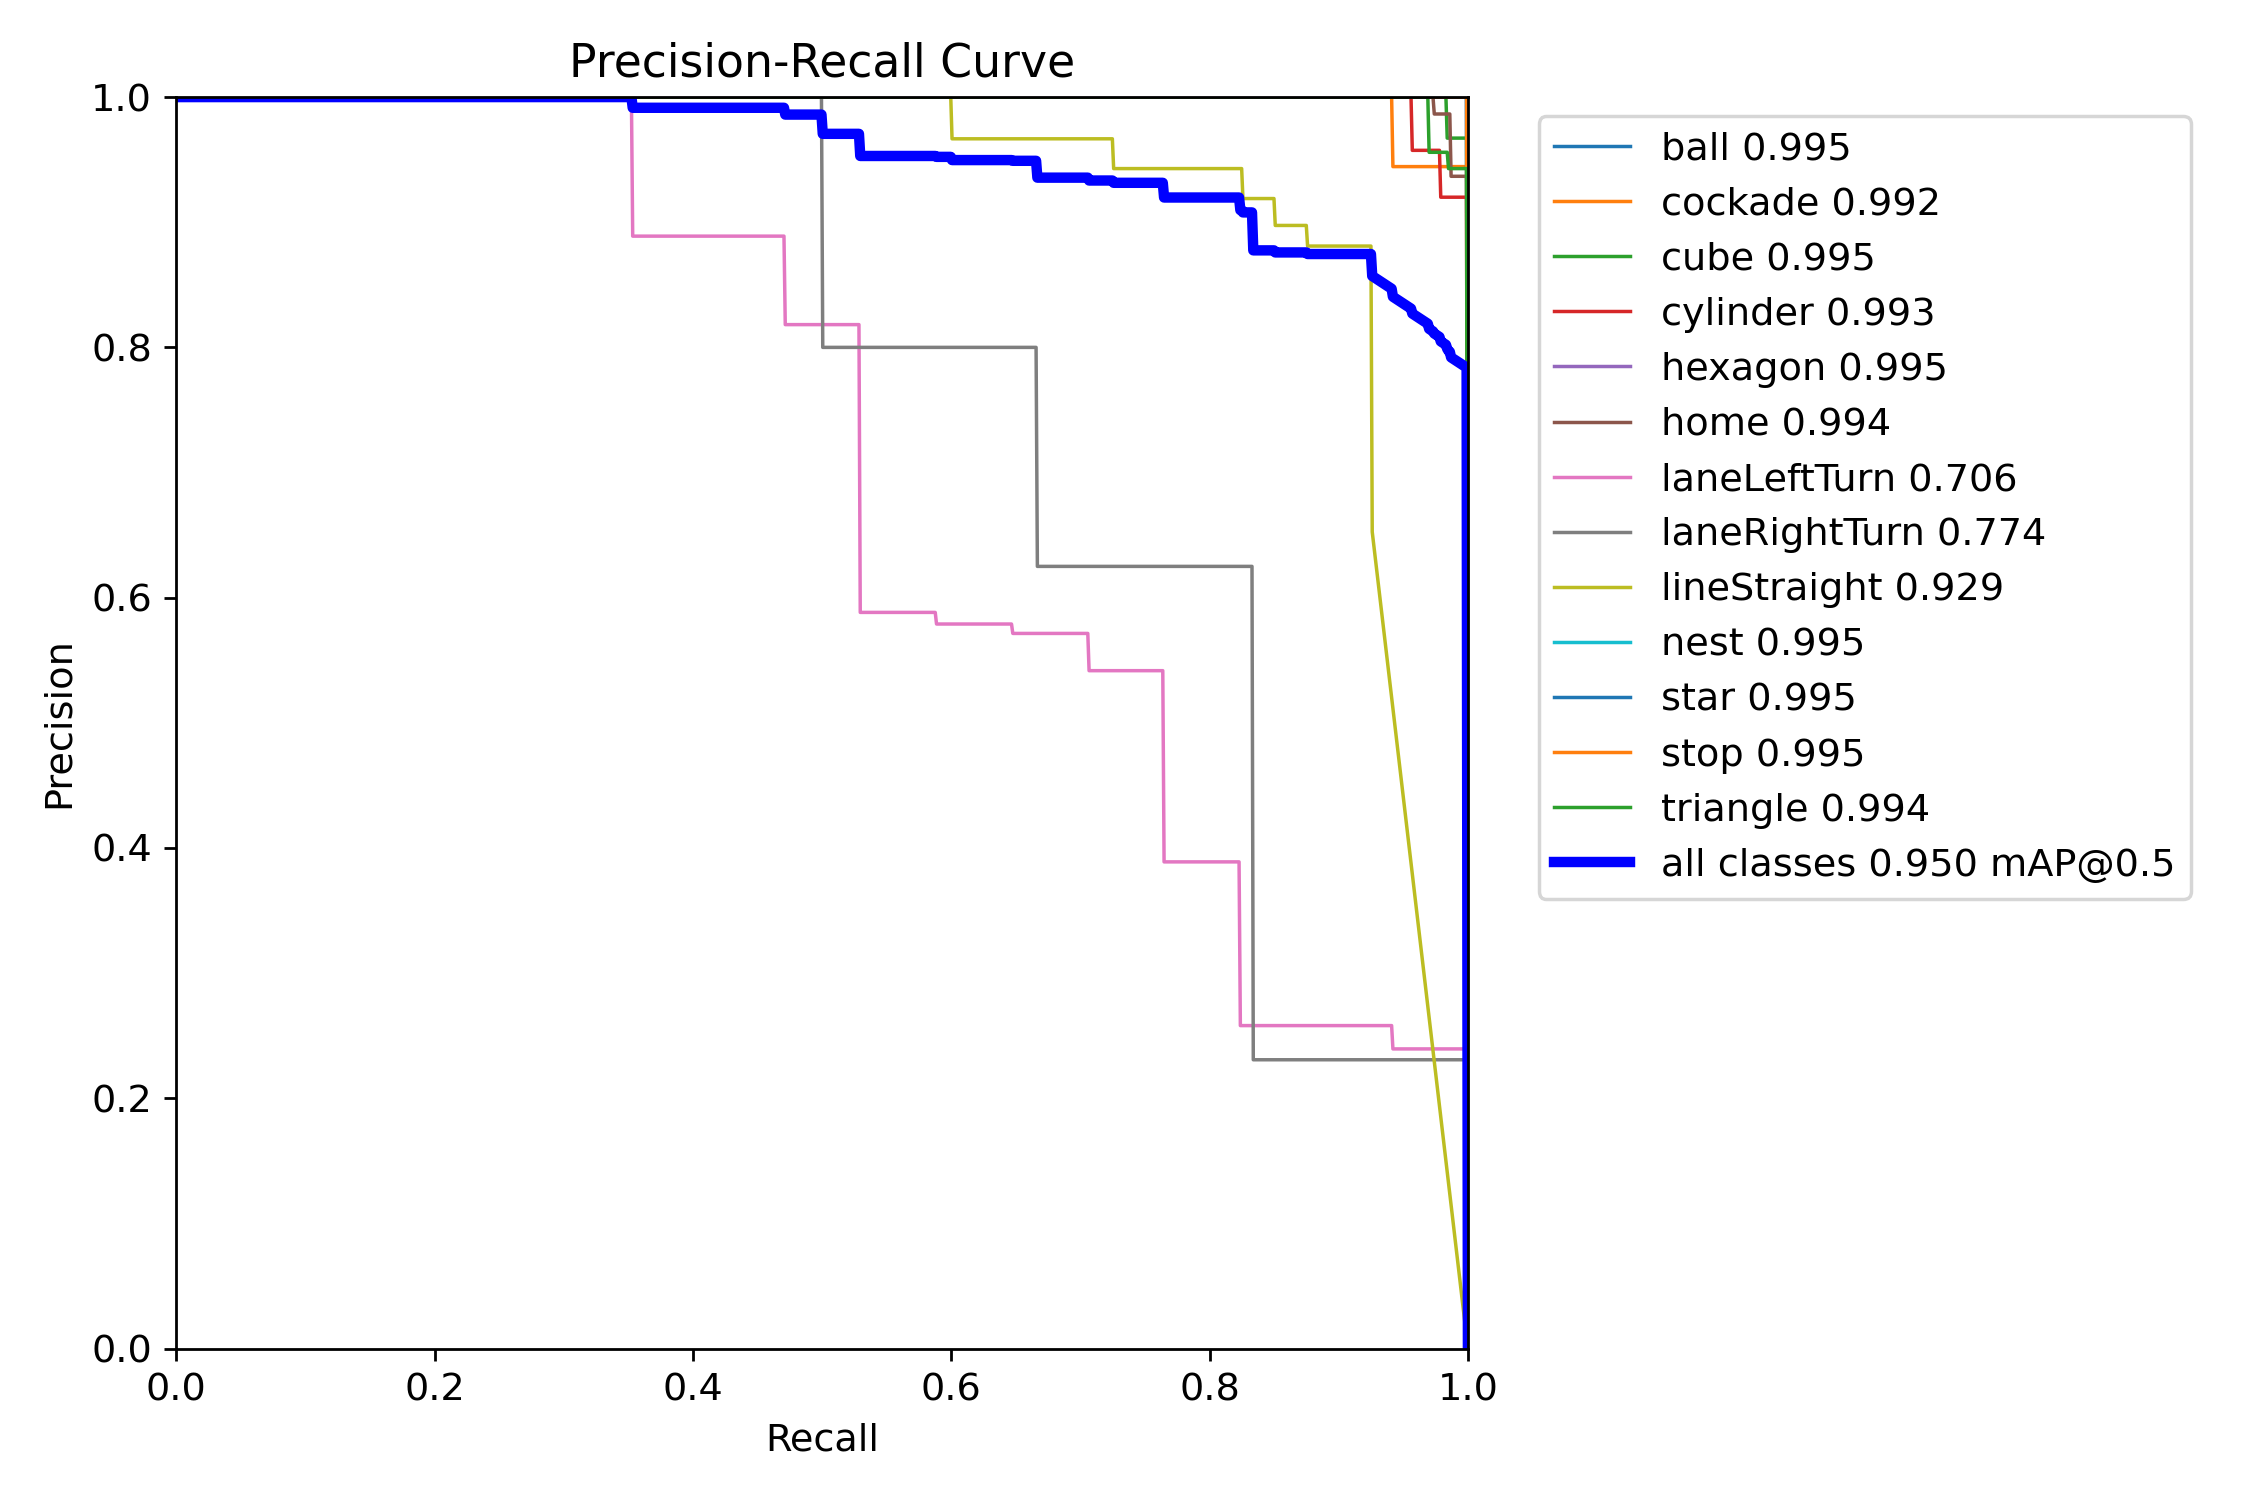 Precision-Recall Curve
1.0
0.8
0.6
0.4
0.2
0.0
Precision
0.0 0.2 0.4 0.6 0.8 1.0
Recall
ball 0.995
cockade 0.992
cube 0.995
cylinder 0.993
hexagon 0.995
home 0.994
laneLeftTurn 0.706
laneRightTurn 0.774
lineStraight 0.929
nest 0.995
star 0.995
stop 0.995
triangle 0.994
all classes 0.950 mAP@0.5